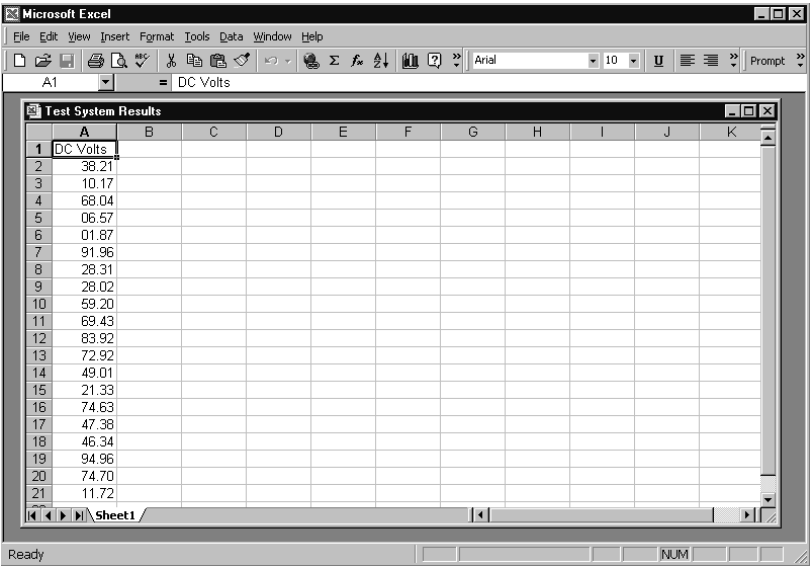 Microsoft Excel
File Edit View Insert Format Tools Data Window Help
Arial 10 U Prompt
A1 = DC Volts
Test System Results
A B C D E F G H I J K
1 DC Volts
2 38.21
3 10.17
4 68.04
5 06.57
6 01.87
7 91.96
8 28.31
9 28.02
10 59.20
11 69.43
12 83.92
13 72.92
14 49.01
15 21.33
16 74.63
17 47.38
18 46.34
19 94.96
20 74.70
21 11.72
Sheet1
Ready NUM